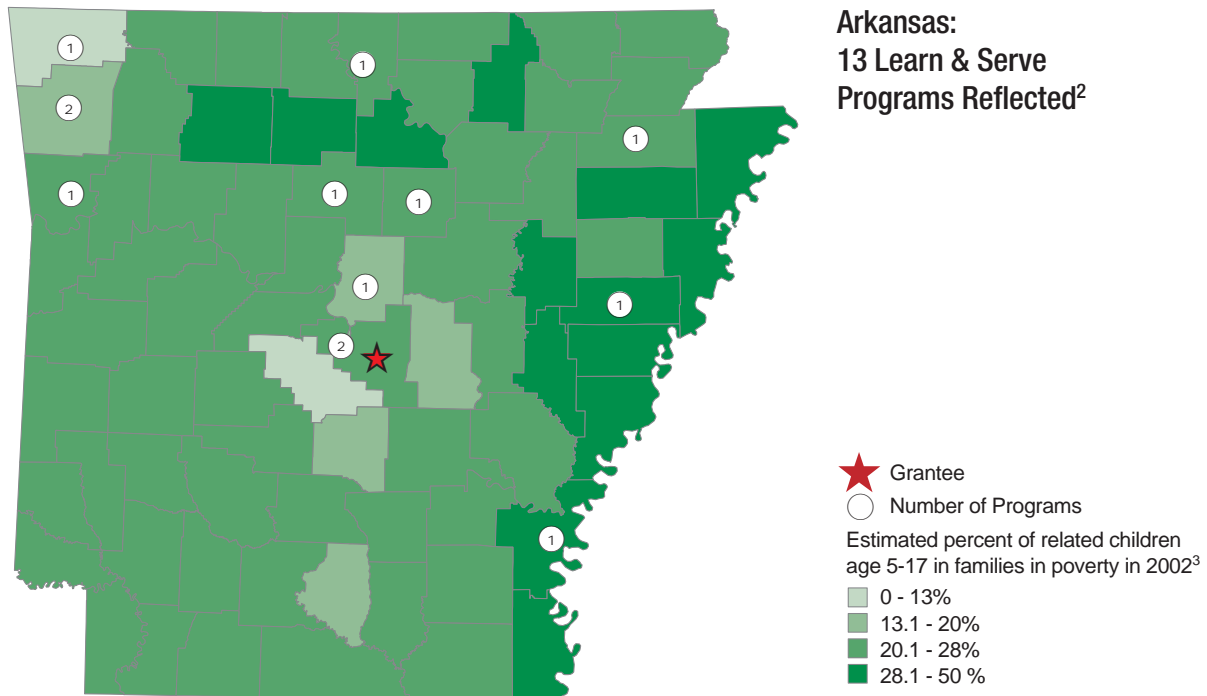 Arkansas:
13 Learn & Serve
Programs Reflected2
1
1
2
1
1
1
1
1
1
2
1
Grantee
Number of Programs
Estimated percent of related children
age 5-17 in families in poverty in 20023
0 - 13%
13.1 - 20%
20.1 - 28%
28.1 - 50 %